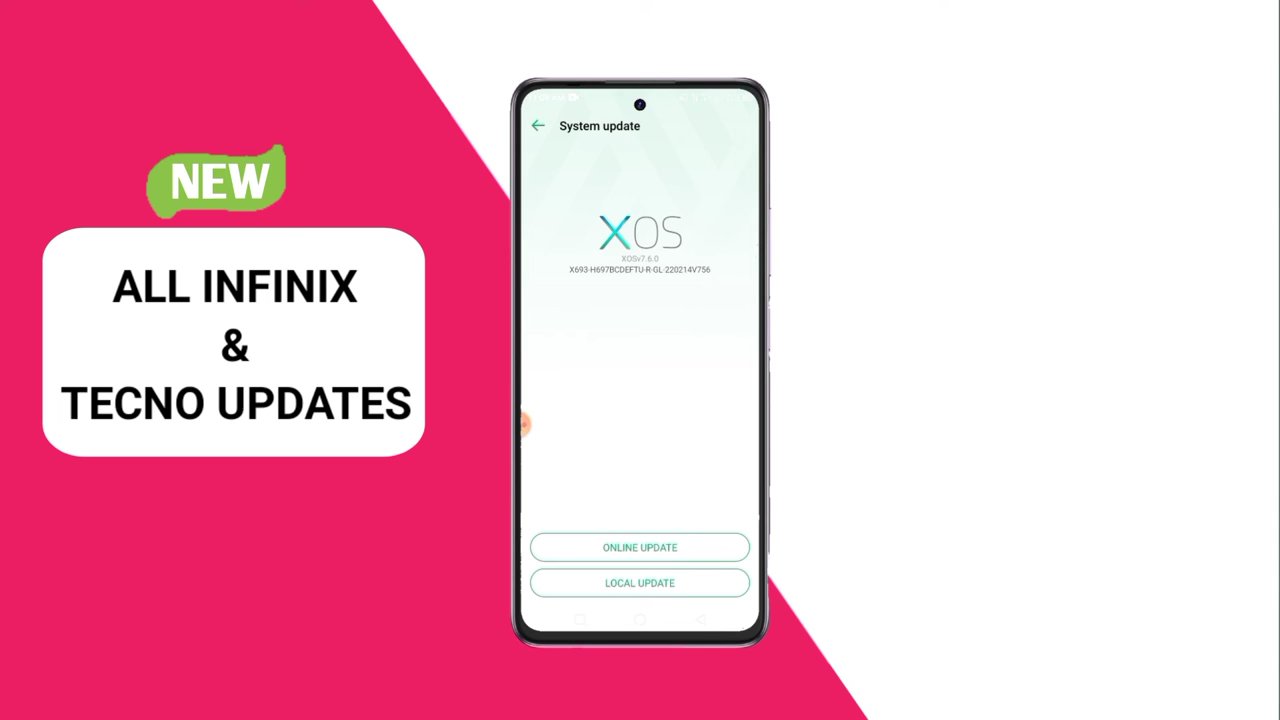 NEW
ALL INFINIX
&
TECNO UPDATES
System update
XOS
XOSv7.6.0
X693-H697BCDEFTU-R-GL-220214V756
ONLINE UPDATE
LOCAL UPDATE